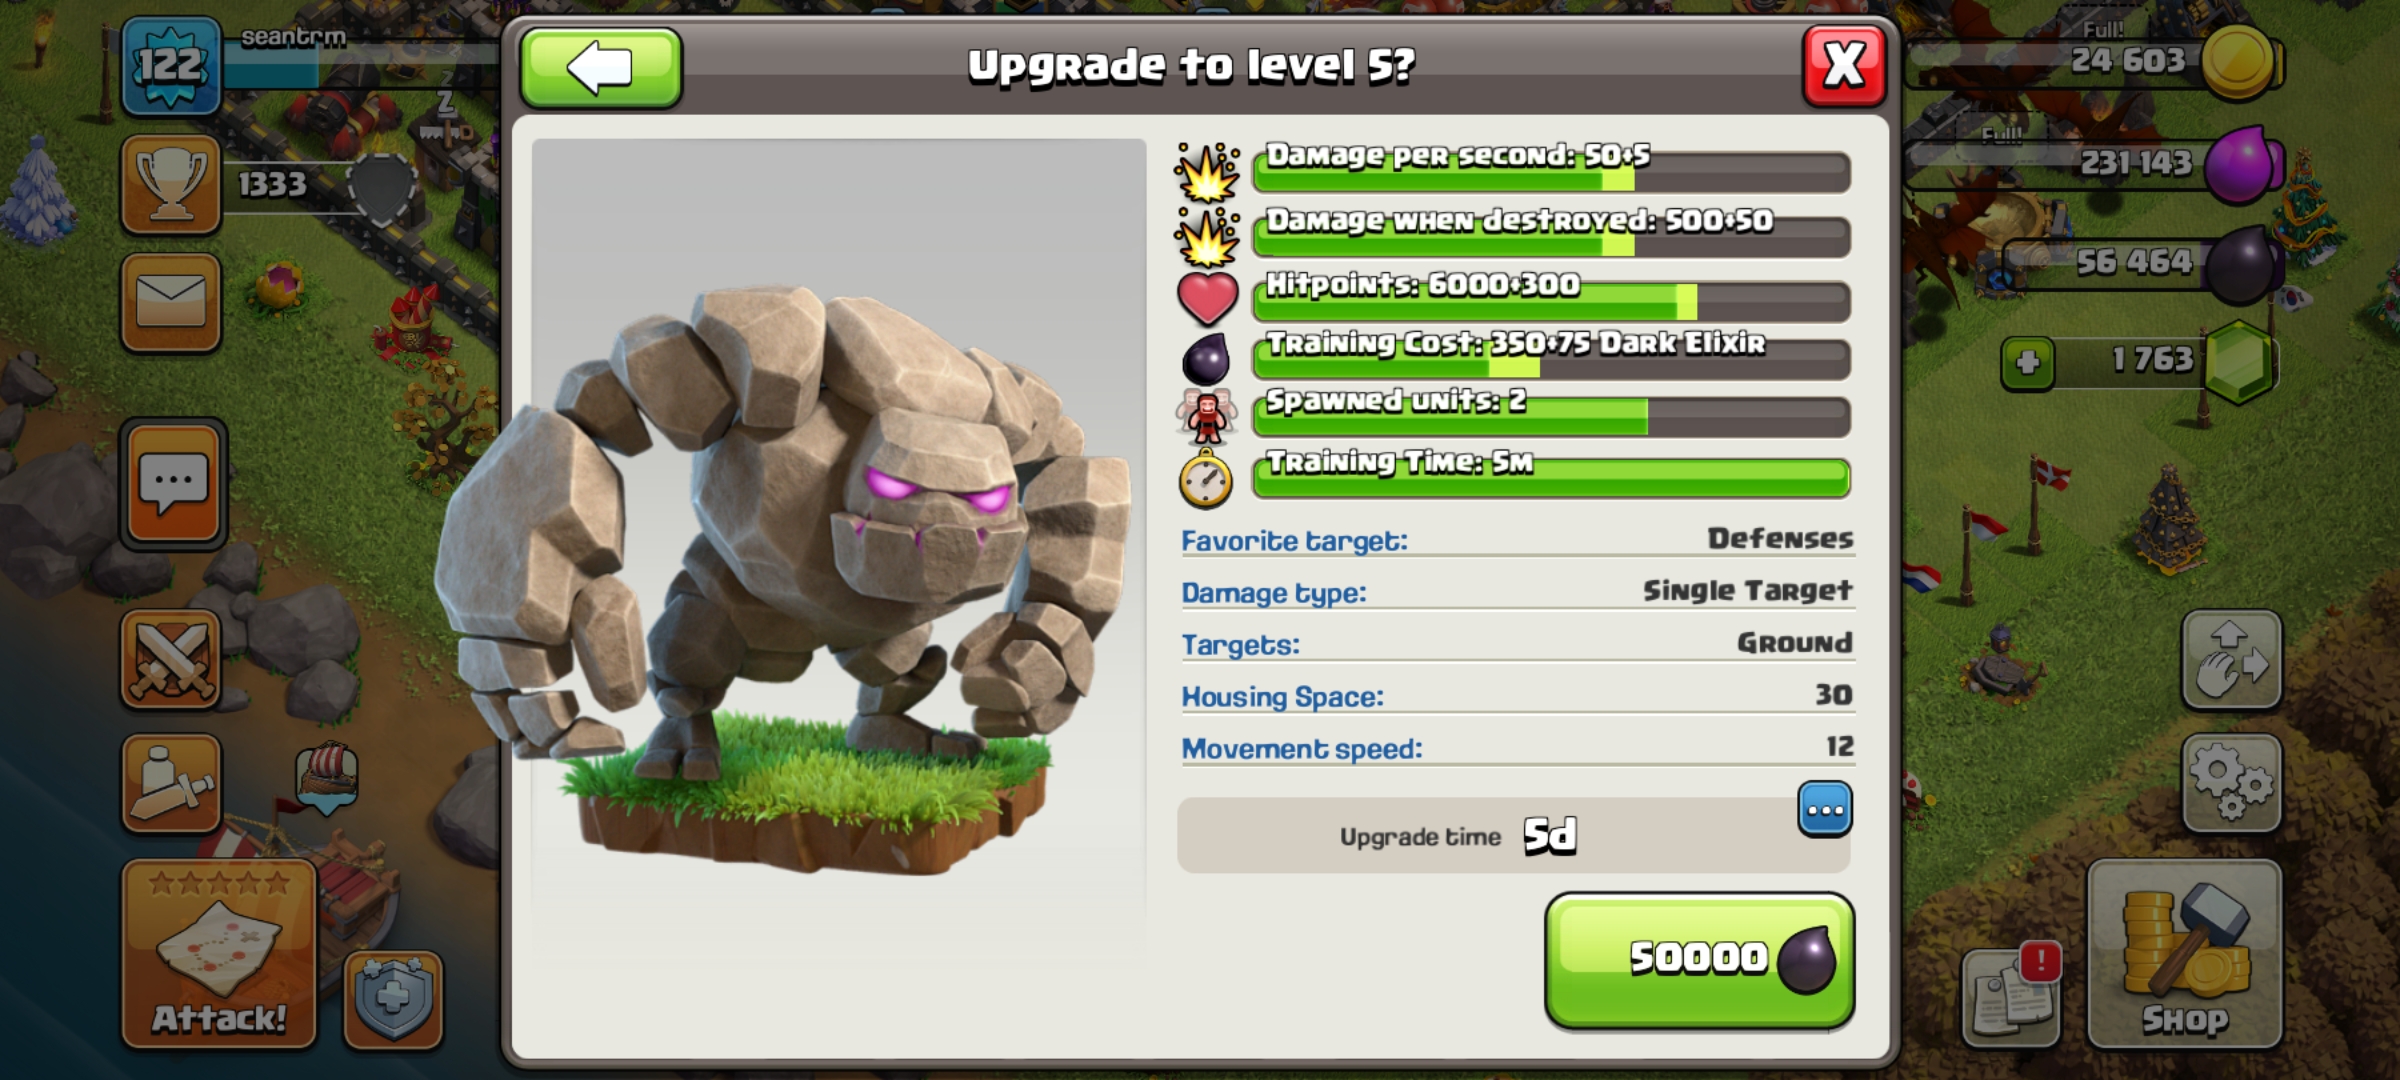 122
seantrm
1333
Z
Upgrade to level 5?
X
Full!
24 603
Full!
231 143
56 464
1 763
Damage per second: 50+5
Damage when destroyed: 500+50
Hitpoints: 6000+300
Training Cost: 350+75 Dark Elixir
Spawned units: 2
Training Time: 5m
Favorite target: Defenses
Damage type: Single Target
Targets: Ground
Housing Space: 30
Movement speed: 12
Upgrade time 5d
50000
Attack!
!
Shop